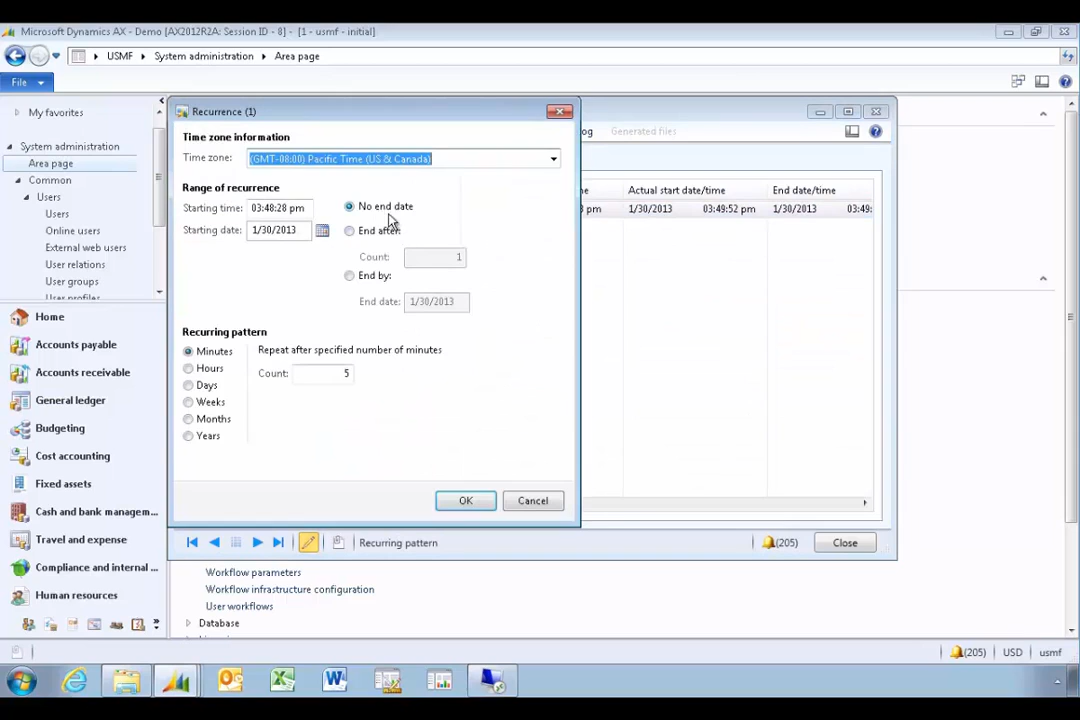 Microsoft Dynamics AX - Demo [AX2012R2A: Session ID - 8] - [1 - usmf - initial]
USMF
System administration
Area page
File
My favorites
System administration
Area page
Common
Users
Users
Online users
External web users
User relations
User groups
User profiles
Home
Accounts payable
Accounts receivable
General ledger
Budgeting
Cost accounting
Fixed assets
Cash and bank managem...
Travel and expense
Compliance and internal ...
Human resources
Recurrence (1)
Time zone information
Time zone: (GMT-08:00) Pacific Time (US & Canada)
Range of recurrence
Starting time: 03:48:28 pm
Starting date: 1/30/2013
No end date
End after:
Count: 1
End by:
End date: 1/30/2013
Recurring pattern
Minutes
Hours
Days
Weeks
Months
Years
Repeat after specified number of minutes
Count: 5
OK Cancel
Generated files
Actual start date/time End date/time
pm 1/30/2013 03:49:52 pm 1/30/2013 03:49:
Recurring pattern
(205) Close
Workflow parameters
Workflow infrastructure configuration
User workflows
Database
(205) USD usmf